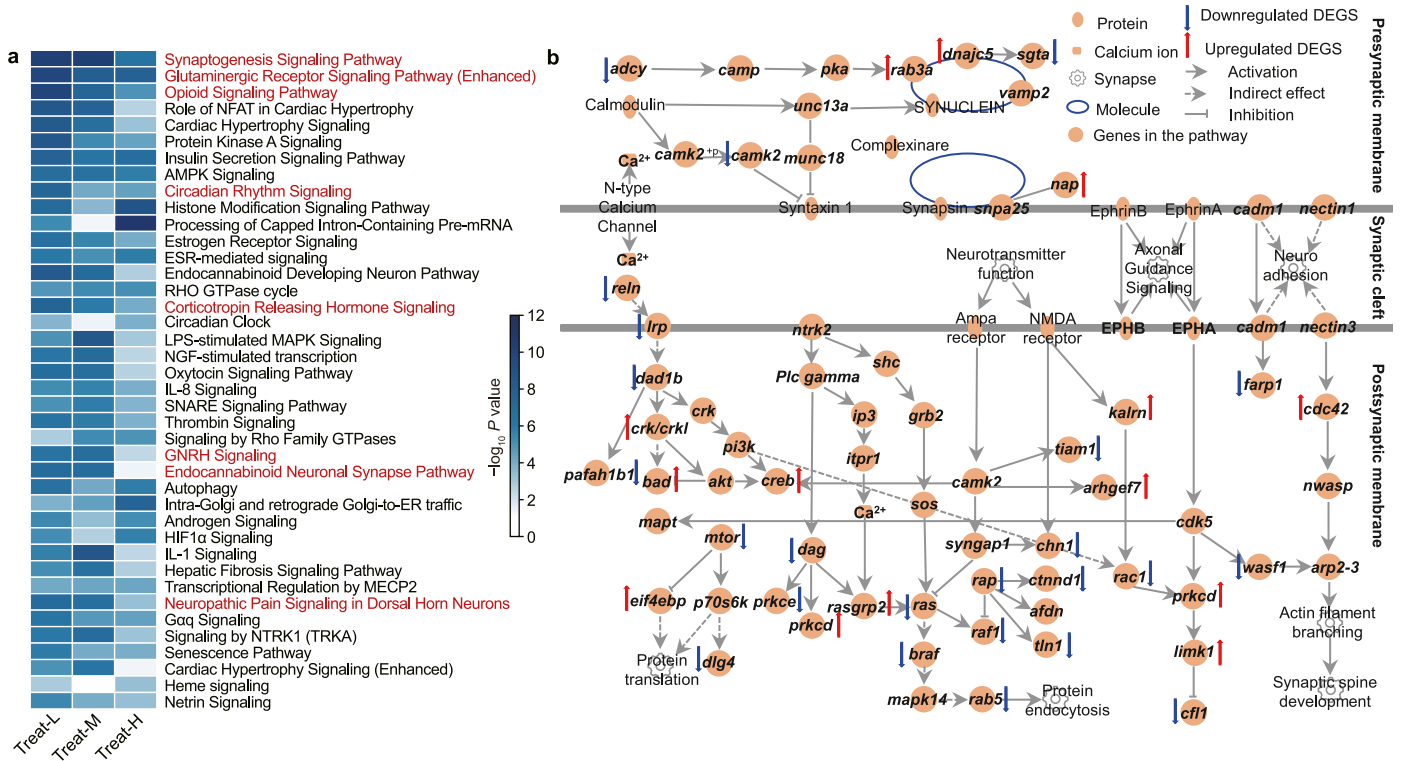 a
Synaptogenesis Signaling Pathway
Glutaminergic Receptor Signaling Pathway (Enhanced)
Opioid Signaling Pathway
Role of NFAT in Cardiac Hypertrophy
Cardiac Hypertrophy Signaling
Protein Kinase A Signaling
Insulin Secretion Signaling Pathway
AMPK Signaling
Circadian Rhythm Signaling
Histone Modification Signaling Pathway
Processing of Capped Intron-Containing Pre-mRNA
Estrogen Receptor Signaling
ESR-mediated signaling
Endocannabinoid Developing Neuron Pathway
RHO GTPase cycle
Corticotropin Releasing Hormone Signaling
Circadian Clock
LPS-stimulated MAPK Signaling
NGF-stimulated transcription
Oxytocin Signaling Pathway
IL-8 Signaling
SNARE Signaling Pathway
Thrombin Signaling
Signaling by Rho Family GTPases
GNRH Signaling
Endocannabinoid Neuronal Synapse Pathway
Autophagy
Intra-Golgi and retrograde Golgi-to-ER traffic
Androgen Signaling
HIF1α Signaling
IL-1 Signaling
Hepatic Fibrosis Signaling Pathway
Transcriptional Regulation by MECP2
Neuropathic Pain Signaling in Dorsal Horn Neurons
Gαq Signaling
Signaling by NTRK1 (TRKA)
Senescence Pathway
Cardiac Hypertrophy Signaling (Enhanced)
Heme signaling
Netrin Signaling
Treat-L
Treat-M
Treat-H
−log₁₀ P value
12
10
8
6
4
2
0
b
Protein
Calcium ion
Synapse
Molecule
Genes in the pathway
Downregulated DEGS
Upregulated DEGS
Activation
Indirect effect
Inhibition
Presynaptic membrane
Synaptic cleft
Postsynaptic membrane
adcy
camp
pka
rab3a
dnajc5
sgta
vamp2
Calmodulin
unc13a
SYNUCLEIN
Complexinare
camk2
+p
camk2
munc18
Ca²⁺
N-type
Calcium
Channel
Ca²⁺
nap
Syntaxin 1
Synapsin
snpa25
EphrinB
EphrinA
cadm1
nectin1
Neurotransmitter
function
Axonal
Guidance
Signaling
Neuro
adhesion
reln
lrp
ntrk2
Ampa
receptor
NMDA
receptor
EPHB
EPHA
cadm1
nectin3
dad1b
Plc gamma
shc
farp1
crk
crk/crkl
ip3
grb2
kalrn
cdc42
pi3k
itpr1
tiam1
pafah1b1
bad
akt
creb
camk2
arhgef7
nwasp
mapt
Ca²⁺
sos
cdk5
mtor
dag
syngap1
chn1
rac1
wasf1
arp2-3
rap
ctnnd1
eif4ebp
p70s6k
prkce
rasgrp2
ras
afdn
prkcd
prkcd
raf1
tln1
Actin filament
branching
Protein
translation
dlg4
braf
limk1
mapk14
rab5
Protein
endocytosis
cfl1
Synaptic spine
development